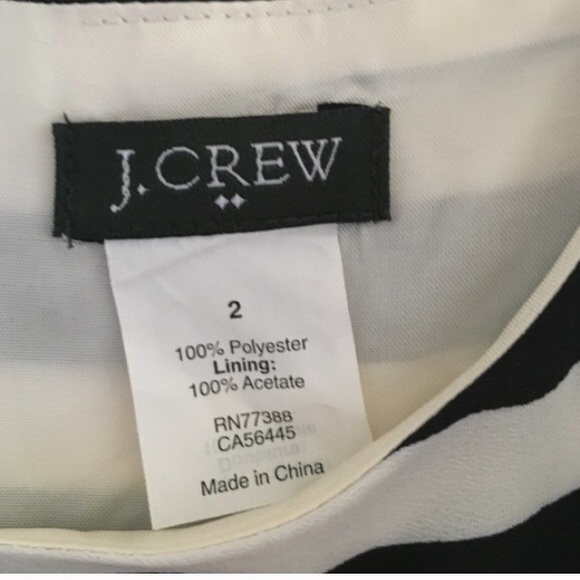 J.CREW
2
100% Polyester
Lining:
100% Acetate
RN77388
CA56445
Made in China